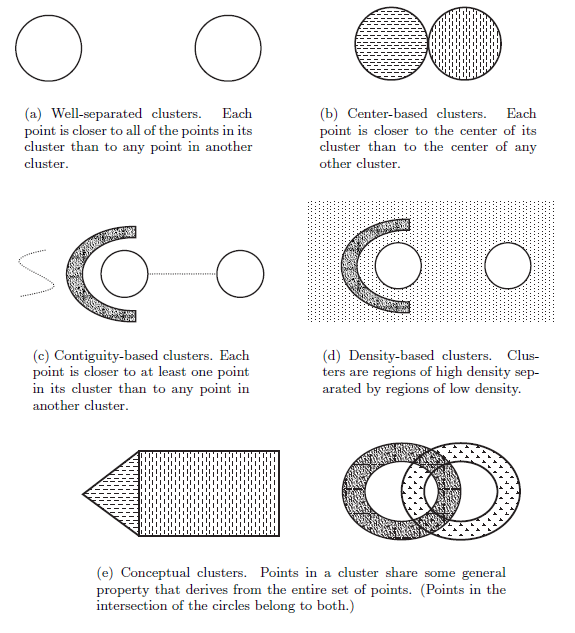 (a) Well-separated clusters. Each
point is closer to all of the points in its
cluster than to any point in another
cluster.
(b) Center-based clusters. Each
point is closer to the center of its
cluster than to the center of any
other cluster.
(c) Contiguity-based clusters. Each
point is closer to at least one point
in its cluster than to any point in
another cluster.
(d) Density-based clusters. Clus-
ters are regions of high density sep-
arated by regions of low density.
(e) Conceptual clusters. Points in a cluster share some general
property that derives from the entire set of points. (Points in the
intersection of the circles belong to both.)